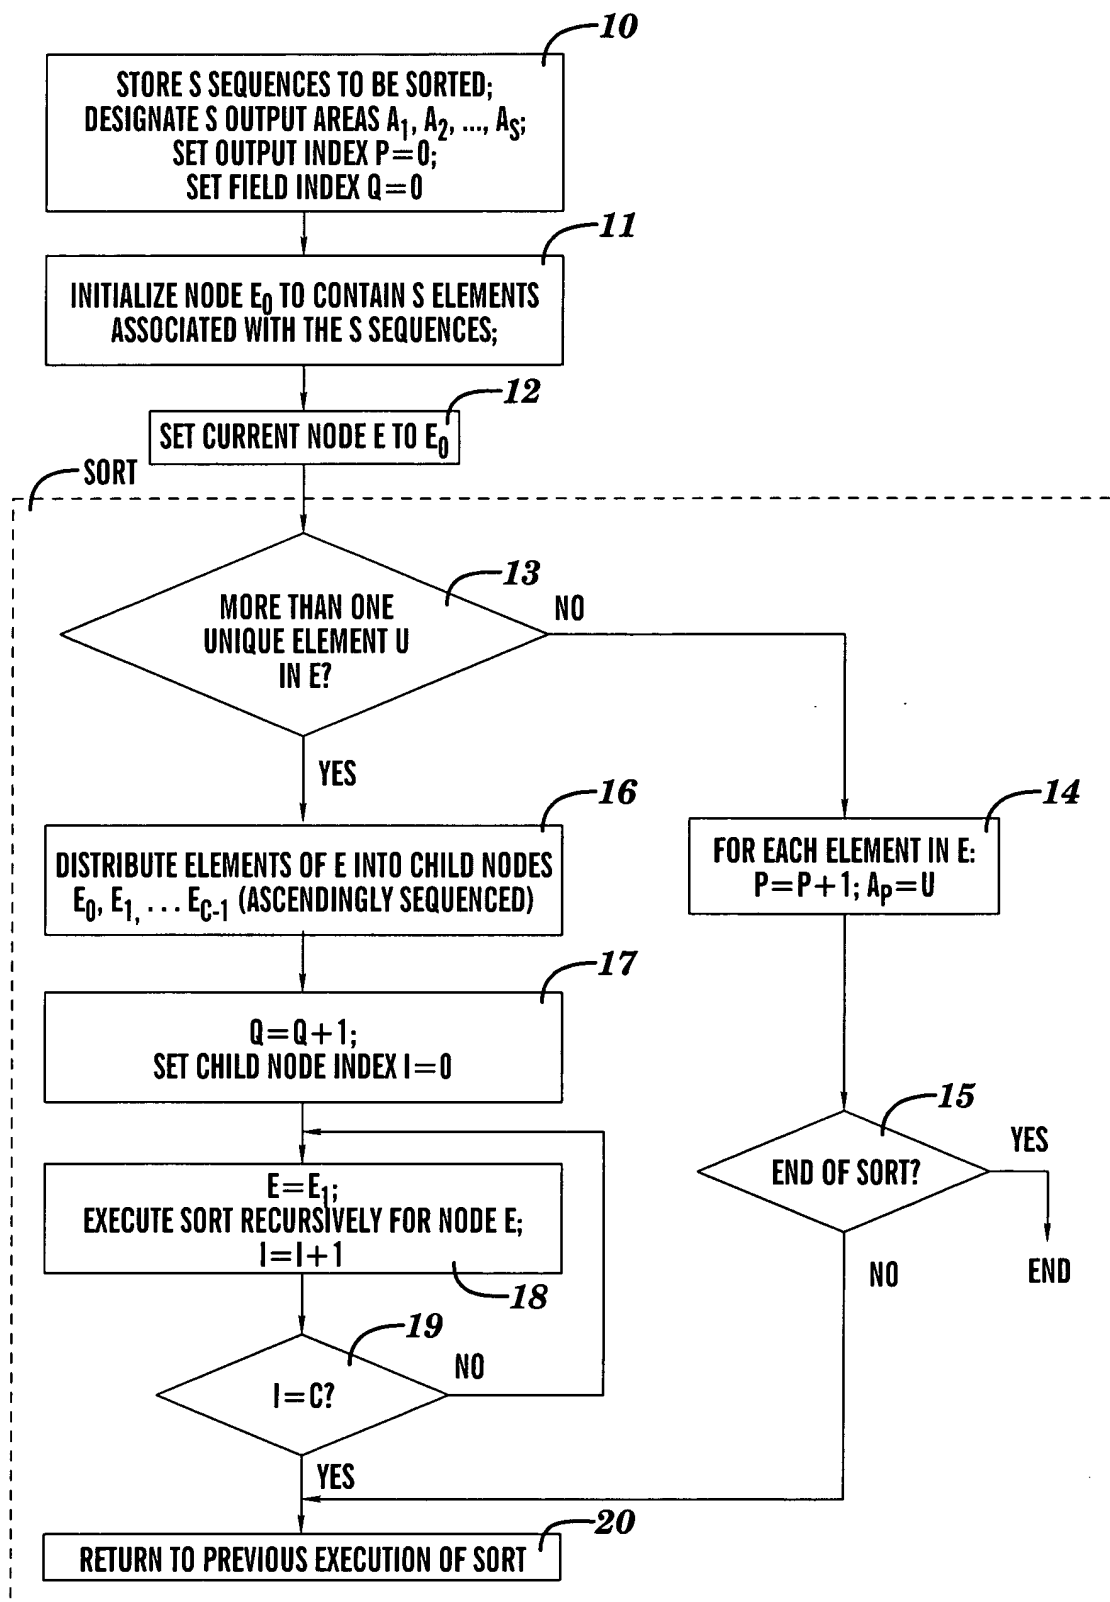 10
STORE S SEQUENCES TO BE SORTED;
DESIGNATE S OUTPUT AREAS A1, A2, ..., AS;
SET OUTPUT INDEX P=0;
SET FIELD INDEX Q=0
11
INITIALIZE NODE E0 TO CONTAIN S ELEMENTS
ASSOCIATED WITH THE S SEQUENCES;
12
SET CURRENT NODE E TO E0
SORT
13
MORE THAN ONE
UNIQUE ELEMENT U
IN E?
NO
YES
16
DISTRIBUTE ELEMENTS OF E INTO CHILD NODES
E0, E1, ... EC-1 (ASCENDINGLY SEQUENCED)
14
FOR EACH ELEMENT IN E:
P=P+1; AP=U
17
Q=Q+1;
SET CHILD NODE INDEX I=0
15
END OF SORT?
YES
END
NO
E=E1;
EXECUTE SORT RECURSIVELY FOR NODE E;
I=I+1
18
19
I=C?
NO
YES
20
RETURN TO PREVIOUS EXECUTION OF SORT